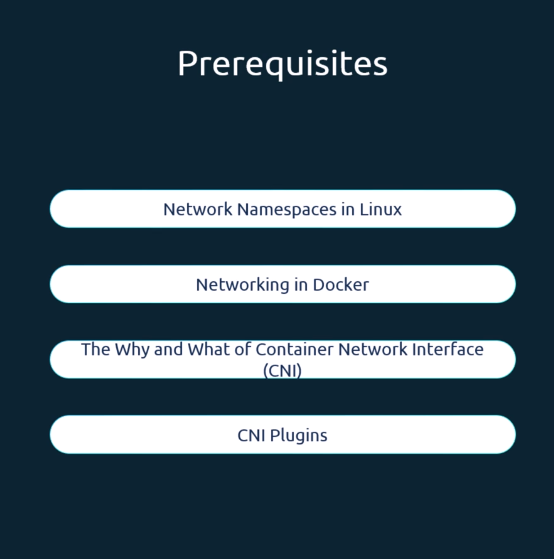 Prerequisites
Network Namespaces in Linux
Networking in Docker
The Why and What of Container Network Interface
(CNI)
CNI Plugins